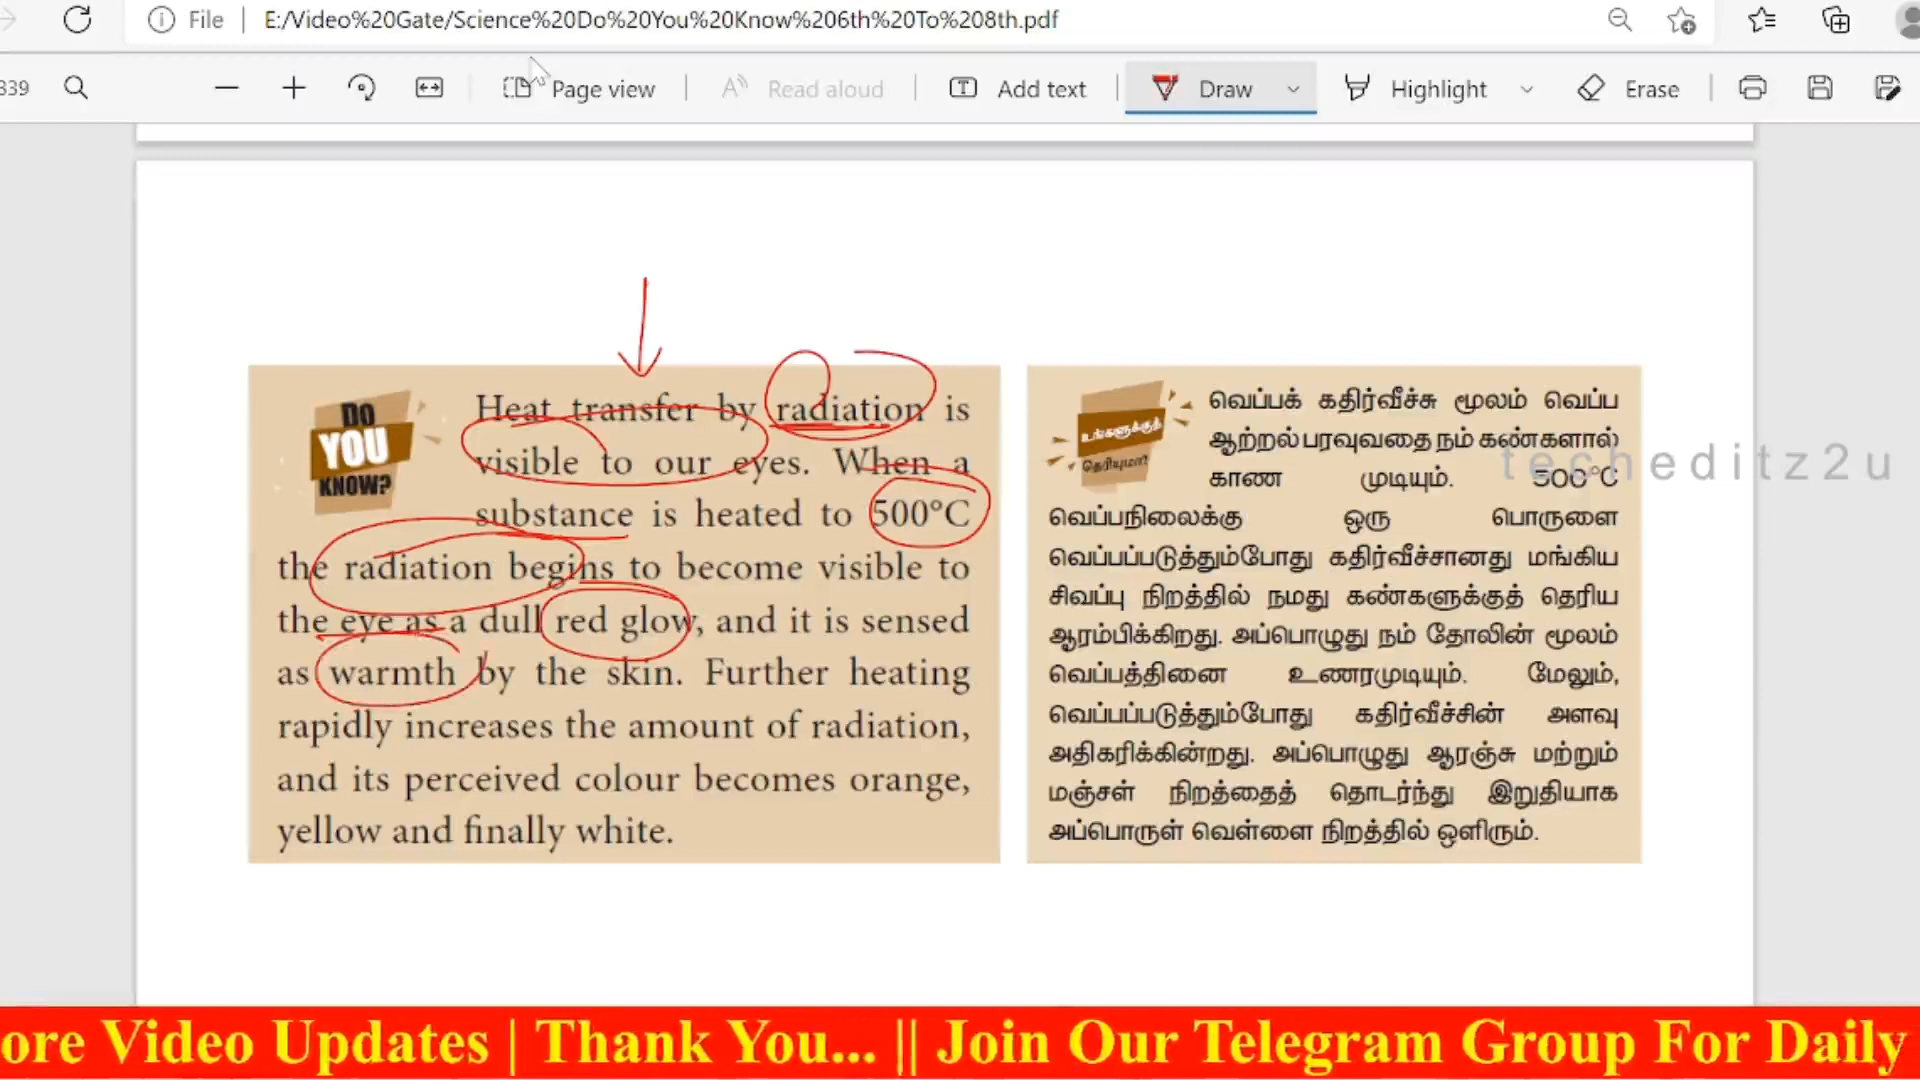 File | E:/Video%20Gate/Science%20Do%20You%20Know%206th%20To%208th.pdf
339
Page view
Read aloud
Add text
Draw
Highlight
Erase
DO
YOU
KNOW?
Heat transfer by radiation is
visible to our eyes. When a
substance is heated to 500°C
the radiation begins to become visible to
the eye as a dull red glow, and it is sensed
as warmth by the skin. Further heating
rapidly increases the amount of radiation,
and its perceived colour becomes orange,
yellow and finally white.
உங்களுக்குத்
தெரியுமா?
வெப்பக் கதிர்வீச்சு மூலம் வெப்ப
ஆற்றல் பரவுவதை நம் கண்களால்
காண முடியும். 500°C
வெப்பநிலைக்கு ஒரு பொருளை
வெப்பப்படுத்தும்போது கதிர்வீச்சானது மங்கிய
சிவப்பு நிறத்தில் நமது கண்களுக்குத் தெரிய
ஆரம்பிக்கிறது. அப்பொழுது நம் தோலின் மூலம்
வெப்பத்தினை உணரமுடியும். மேலும்,
வெப்பப்படுத்தும்போது கதிர்வீச்சின் அளவு
அதிகரிக்கின்றது. அப்பொழுது ஆரஞ்சு மற்றும்
மஞ்சள் நிறத்தைத் தொடர்ந்து இறுதியாக
அப்பொருள் வெள்ளை நிறத்தில் ஒளிரும்.
techeditz2u
ore Video Updates | Thank You... || Join Our Telegram Group For Daily